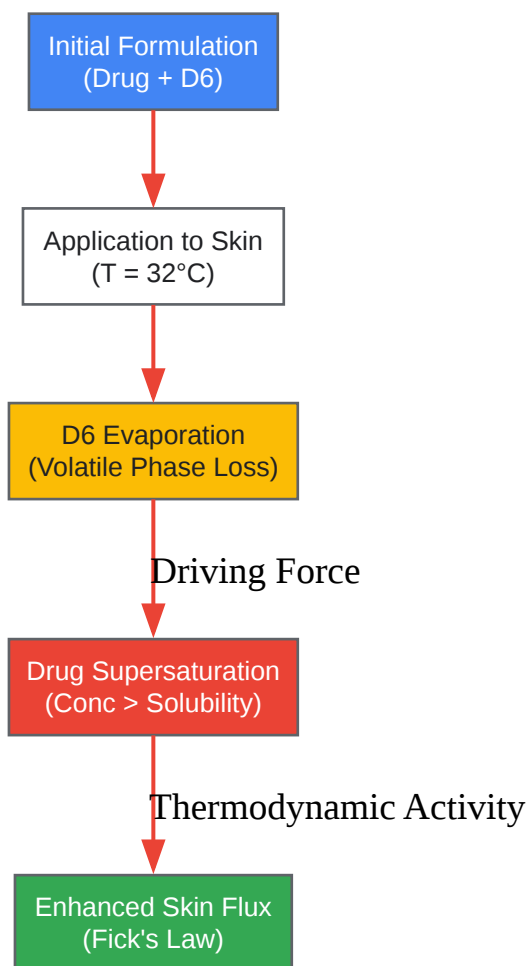 Initial Formulation
(Drug + D6)
Application to Skin
(T = 32°C)
D6 Evaporation
(Volatile Phase Loss)
Driving Force
Drug Supersaturation
(Conc > Solubility)
Thermodynamic Activity
Enhanced Skin Flux
(Fick's Law)